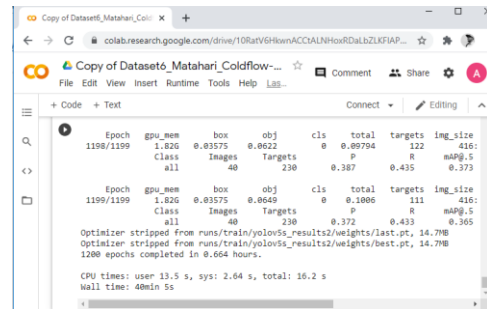 Copy of Dataset6_Matahari_Cold
colab.research.google.com/drive/10RatV6HkwnACCtALNHoxRDaLbZLKFIAP...
Copy of Dataset6_Matahari_Coldflow-...
Comment
Share
A
File Edit View Insert Runtime Tools Help Las...
+ Code + Text
Connect
Editing
Epoch gpu_mem box obj cls total targets img_size
1198/1199 1.82G 0.03575 0.0622 0 0.09794 122 416:
Class Images Targets P R mAP@.5
all 40 230 0.387 0.435 0.373
Epoch gpu_mem box obj cls total targets img_size
1199/1199 1.82G 0.03575 0.0649 0 0.1006 111 416:
Class Images Targets P R mAP@.5
all 40 230 0.372 0.433 0.365
Optimizer stripped from runs/train/yolov5s_results2/weights/last.pt, 14.7MB
Optimizer stripped from runs/train/yolov5s_results2/weights/best.pt, 14.7MB
1200 epochs completed in 0.664 hours.
CPU times: user 13.5 s, sys: 2.64 s, total: 16.2 s
Wall time: 40min 5s